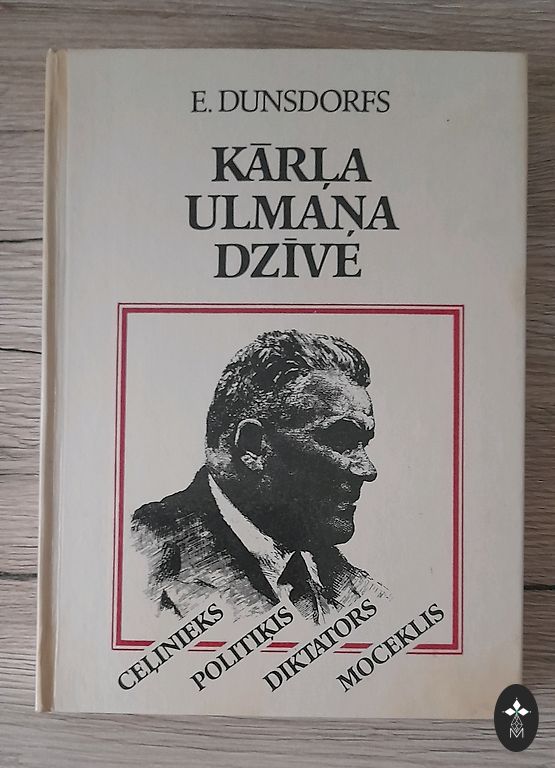 E. DUNSDORFS
KĀRĻA
ULMAŅA
DZĪVE
CEĻINIEKS
POLITIĶIS
DIKTATORS
MOCEKLIS